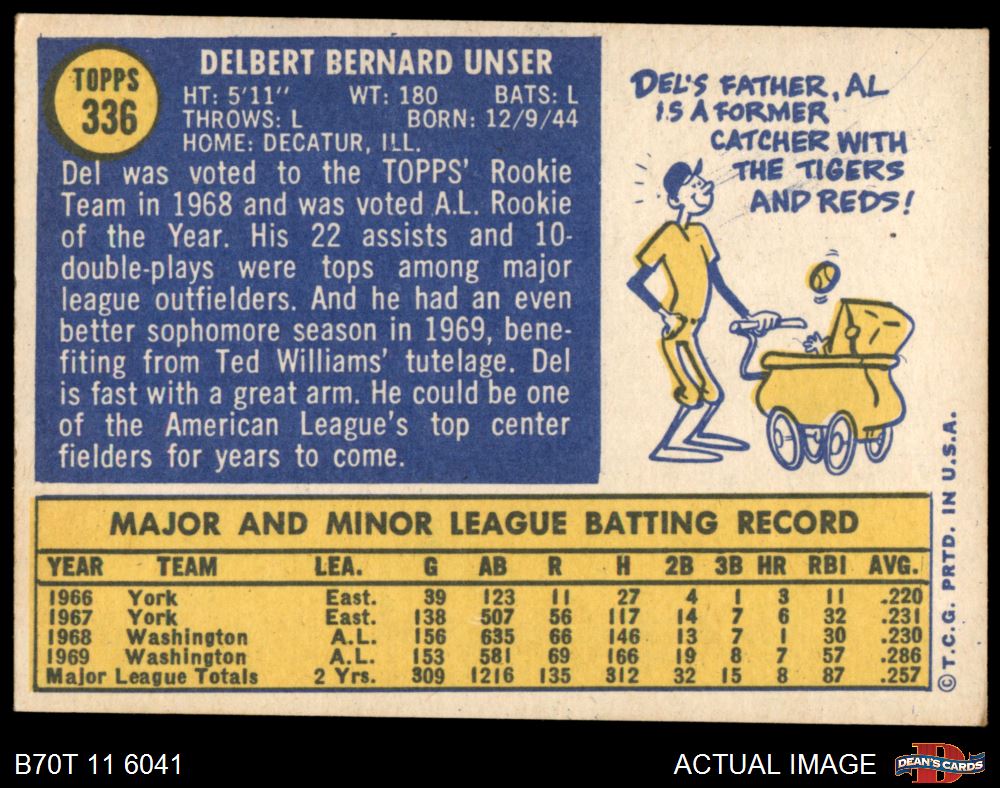 TOPPS
336
DELBERT BERNARD UNSER
HT: 5'11" WT: 180 BATS: L
THROWS: L BORN: 12/9/44
HOME: DECATUR, ILL.
Del was voted to the TOPPS' Rookie
Team in 1968 and was voted A.L. Rookie
of the Year. His 22 assists and 10-
double-plays were tops among major
league outfielders. And he had an even
better sophomore season in 1969, bene-
fiting from Ted Williams' tutelage. Del
is fast with a great arm. He could be one
of the American League's top center
fielders for years to come.
DEL'S FATHER, AL
IS A FORMER
CATCHER WITH
THE TIGERS
AND REDS!
MAJOR AND MINOR LEAGUE BATTING RECORD
YEAR TEAM LEA. G AB R H 2B 3B HR RBI AVG.
1966 York East. 39 123 11 27 4 1 3 11 .220
1967 York East. 138 507 56 117 14 7 6 32 .231
1968 Washington A.L. 156 635 66 146 13 7 1 30 .230
1969 Washington A.L. 153 581 69 166 19 8 7 57 .286
Major League Totals 2 Yrs. 309 1216 135 312 32 15 8 87 .257
©T.C.G. PRTD. IN U.S.A.
B70T 11 6041
ACTUAL IMAGE
D
DEAN'S CARDS